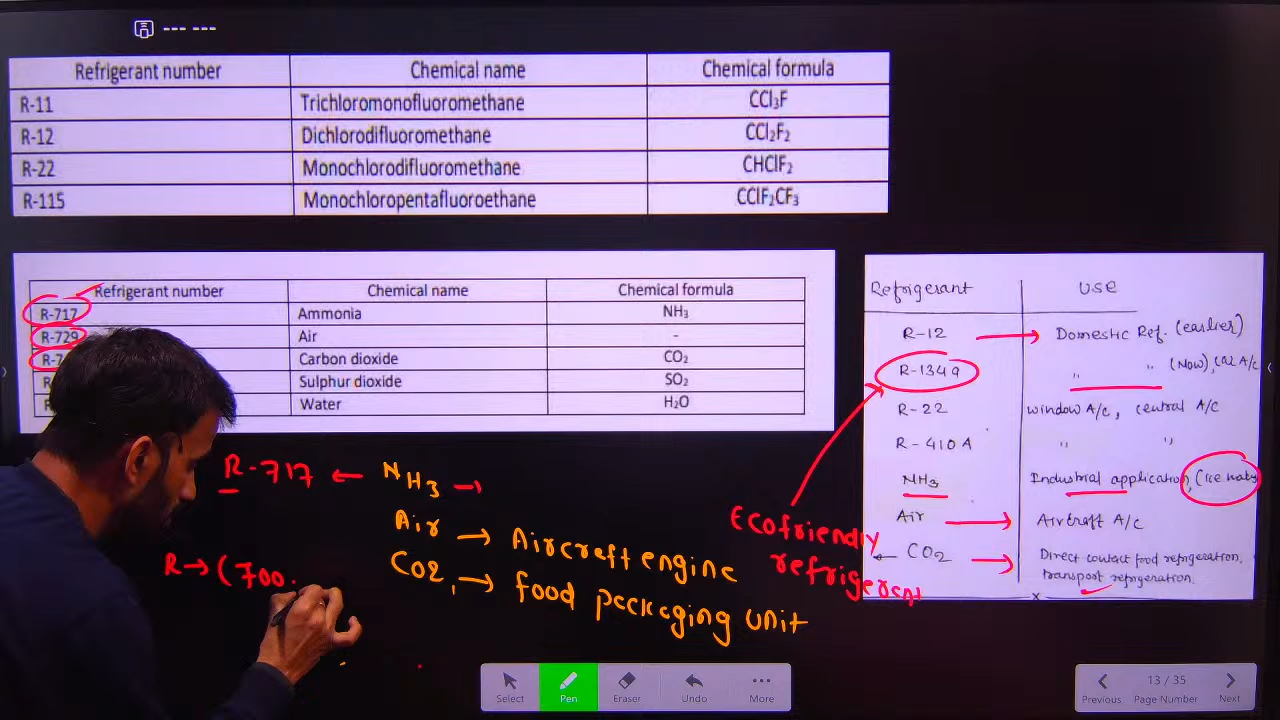 Refrigerant number Chemical name Chemical formula
R-11 Trichloromonofluoromethane CCl₃F
R-12 Dichlorodifluoromethane CCl₂F₂
R-22 Monochlorodifluoromethane CHClF₂
R-115 Monochloropentafluoroethane CClF₂CF₃
Refrigerant number Chemical name Chemical formula
R-717 Ammonia NH₃
R-729 Air -
R-7 Carbon dioxide CO₂
R Sulphur dioxide SO₂
Water H₂O
Refrigerant USE
R-12 Domestic Ref. (earlier)
R-134a " " (Now), Car A/c
R-22 window A/c, central A/c
R-410A " "
NH₃ Industrial application, (ice
Air Aircraft A/c
CO₂ Direct contact food refrigeration,
transport refrigeration.
x
R-717 ← NH₃ →
Air → Aircraft engine
CO₂, → food packaging unit
R → (700
Ecofriendly
refrigerant
Select Pen Eraser Undo More
Previous 13 / 35 Page Number Next